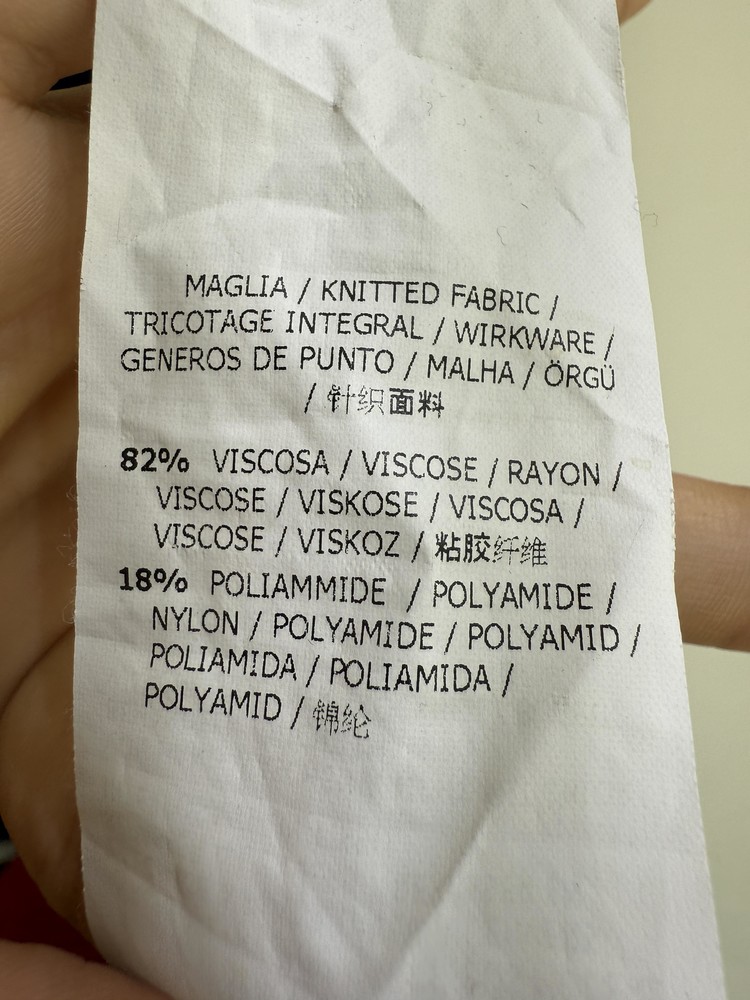 MAGLIA / KNITTED FABRIC /
TRICOTAGE INTEGRAL / WIRKWARE /
GENEROS DE PUNTO / MALHA / ÖRGÜ
/ 针织面料
82% VISCOSA / VISCOSE / RAYON /
VISCOSE / VISKOSE / VISCOSA /
VISCOSE / VISKOZ / 粘胶纤维
18% POLIAMMIDE / POLYAMIDE /
NYLON / POLYAMIDE / POLYAMID /
POLIAMIDA / POLIAMIDA /
POLYAMID / 锦纶